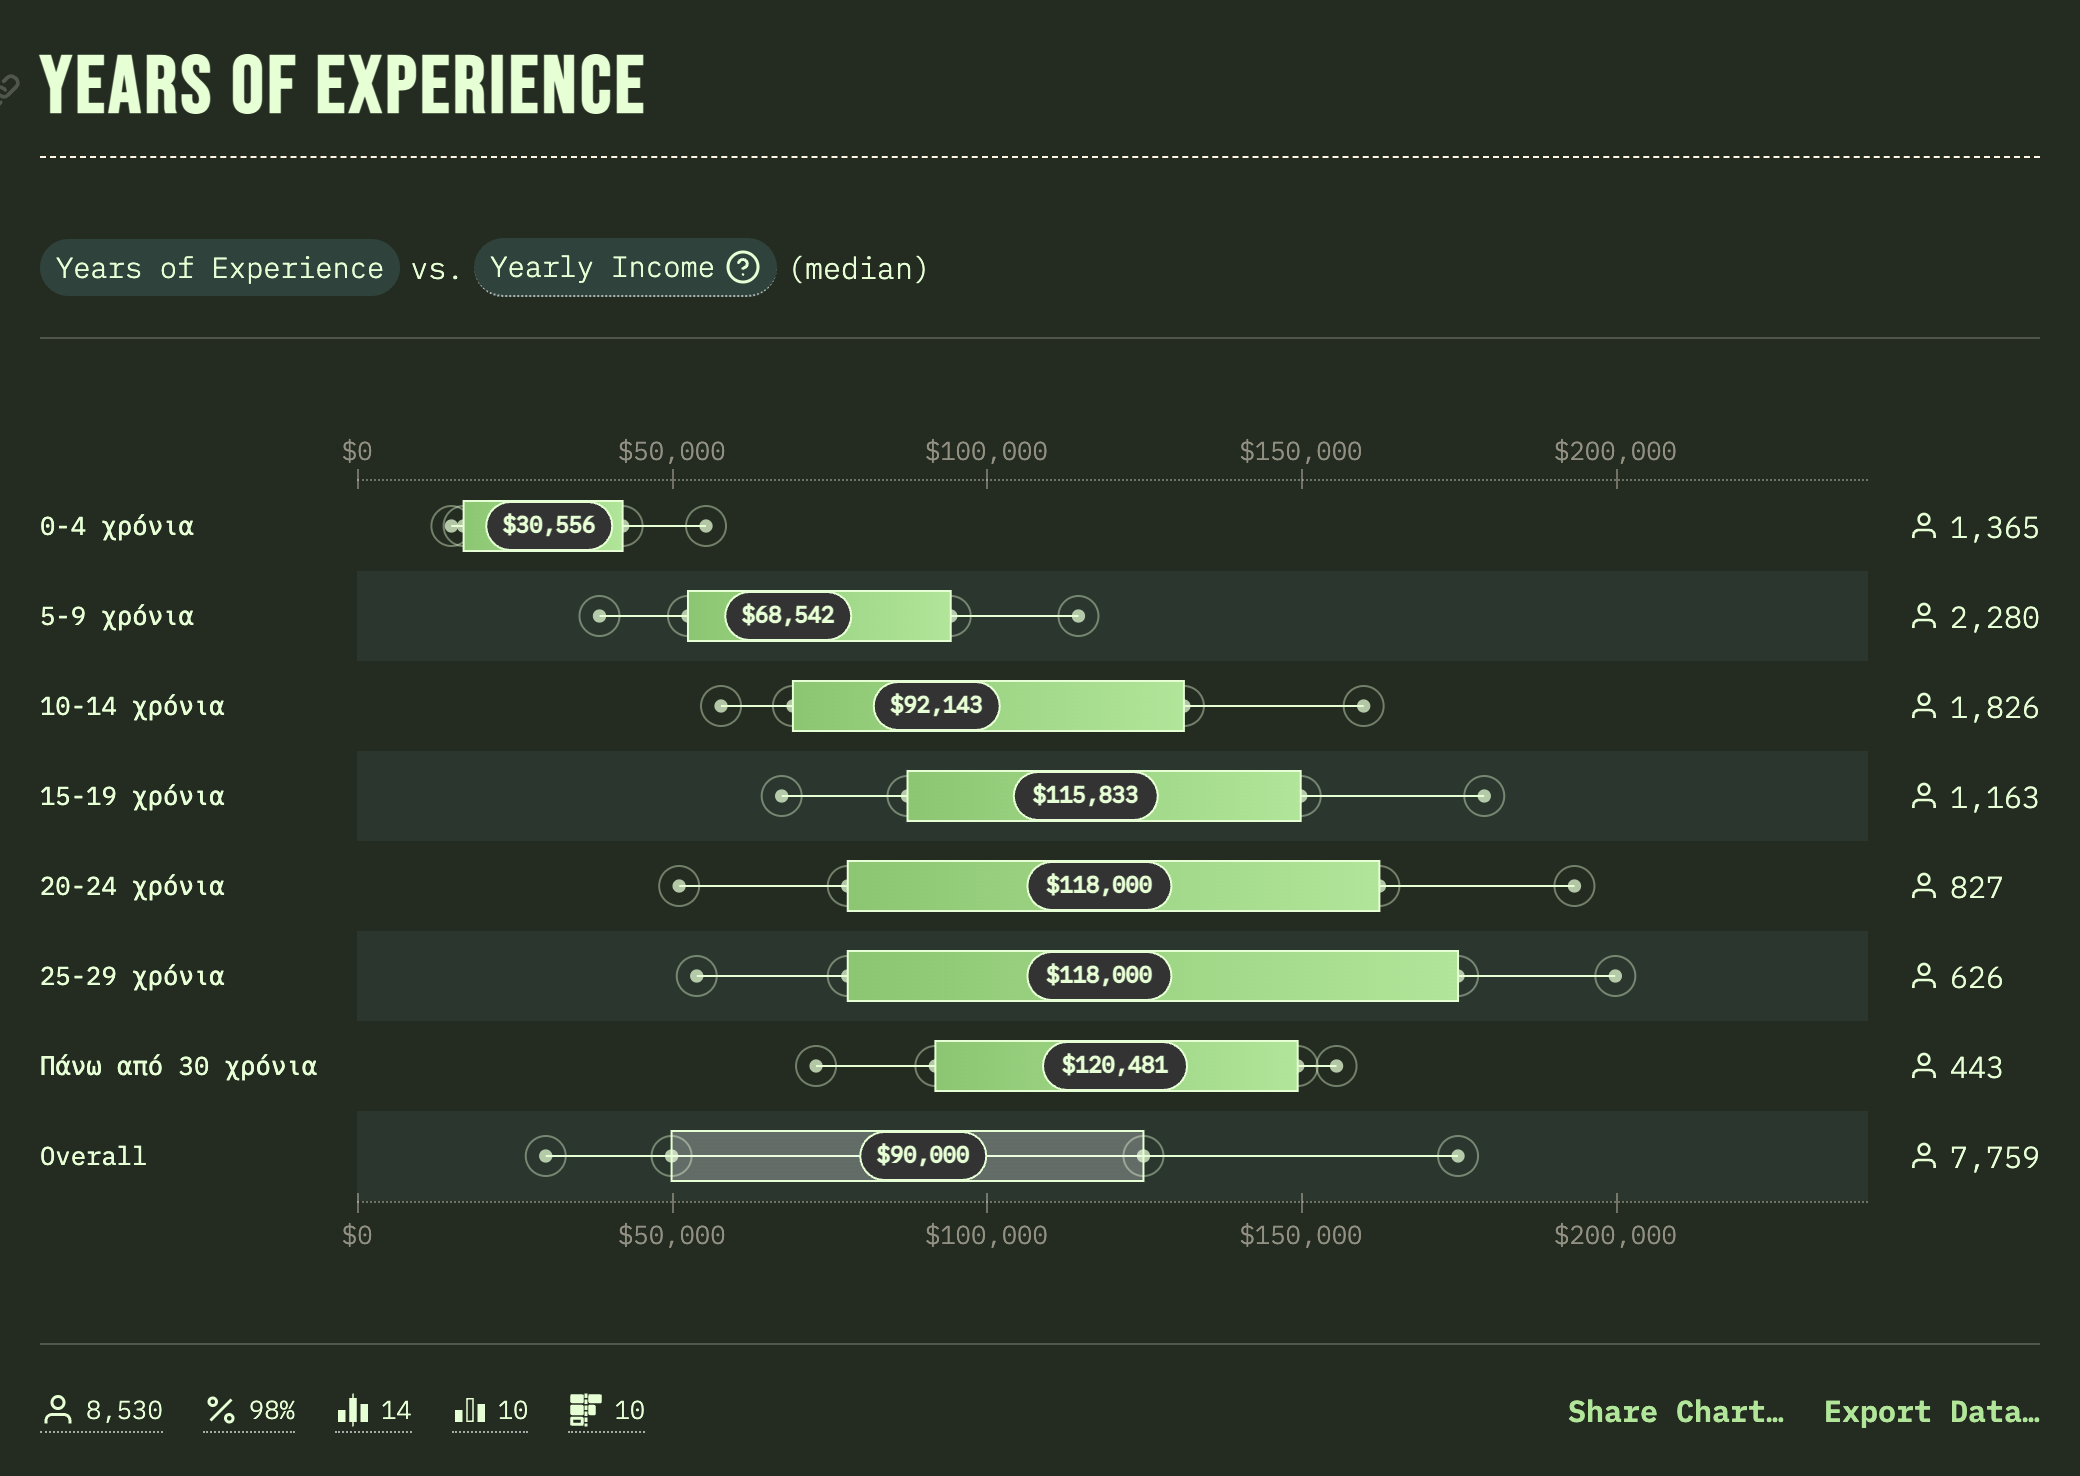 YEARS OF EXPERIENCE
Years of Experience vs. Yearly Income ? (median)
$0 $50,000 $100,000 $150,000 $200,000
0-4 χρόνια $30,556 1,365
5-9 χρόνια $68,542 2,280
10-14 χρόνια $92,143 1,826
15-19 χρόνια $115,833 1,163
20-24 χρόνια $118,000 827
25-29 χρόνια $118,000 626
Πάνω από 30 χρόνια $120,481 443
Overall $90,000 7,759
$0 $50,000 $100,000 $150,000 $200,000
8,530 98% 14 10 10 Share Chart… Export Data…